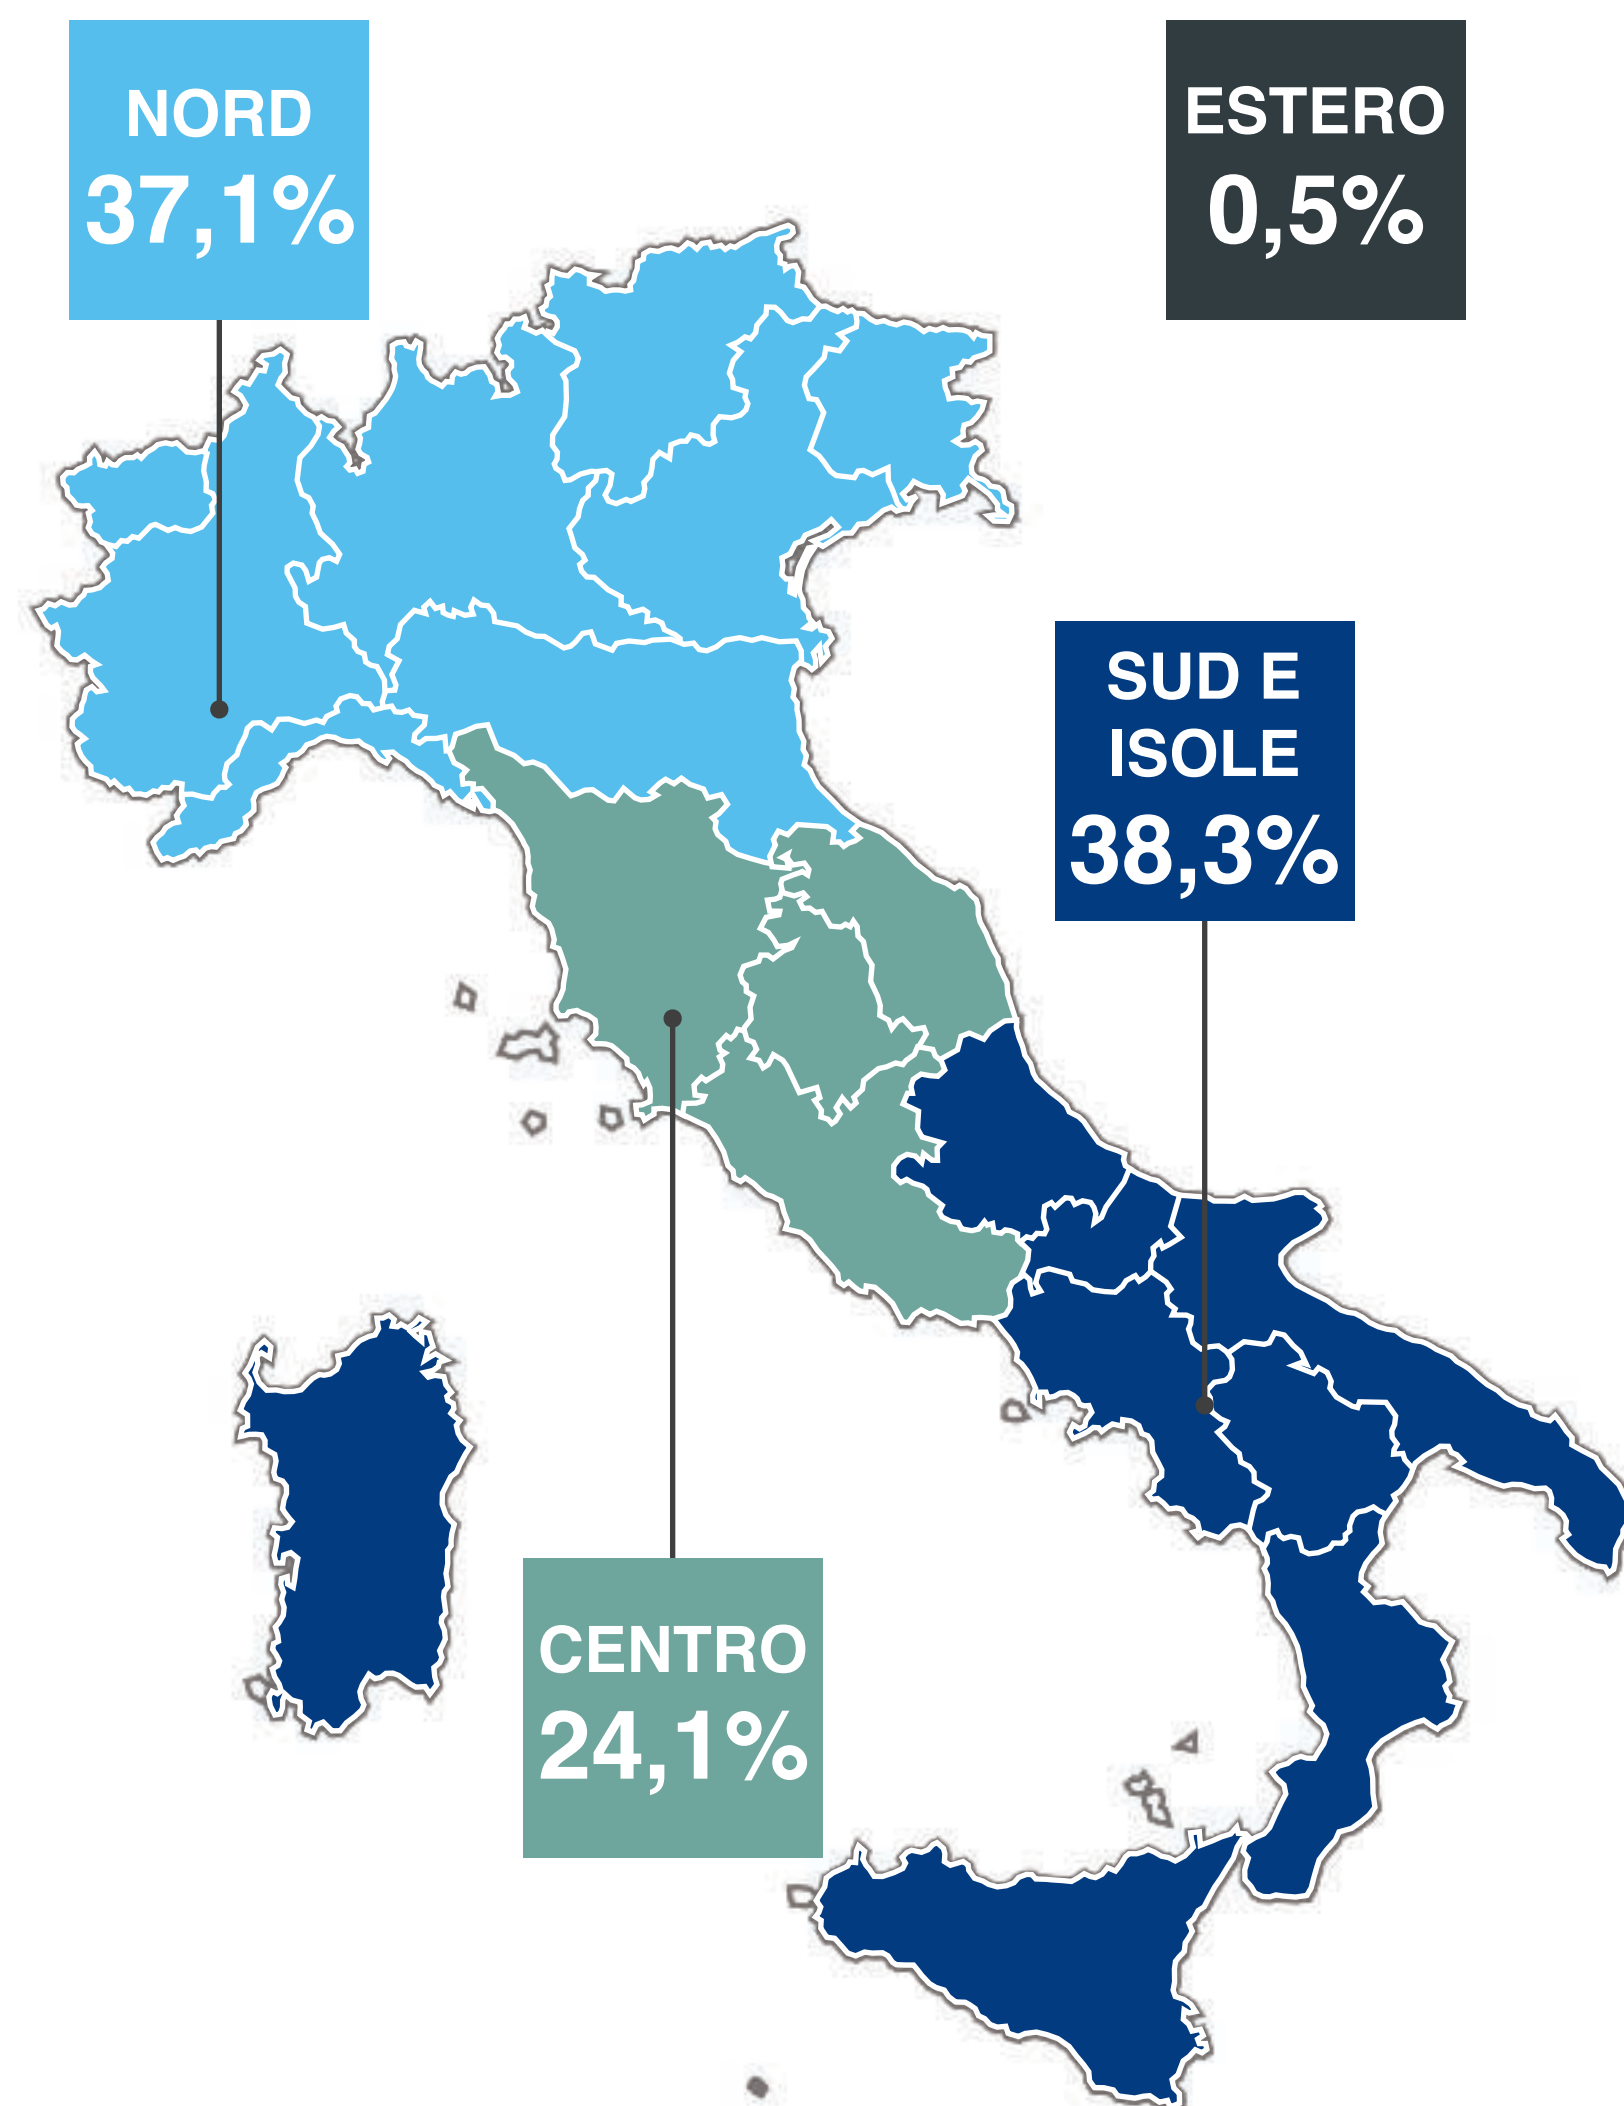 NORD
37,1%
ESTERO
0,5%
SUD E
ISOLE
38,3%
CENTRO
24,1%